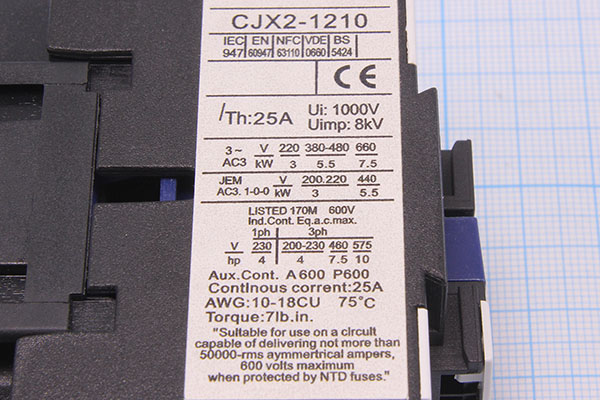 CJX2-1210
IEC EN NFC VDE BS
947 60947 63110 0660 5424
CE
Ith:25A Ui: 1000V
Uimp: 8kV
3~ V 220 380-480 660
AC3 kW 3 5.5 7.5
JEM V 200.220 440
AC3. 1-0-0 kW 3 5.5
LISTED 170M 600V
Ind.Cont. Eq.a.c.max.
1ph 3ph
V 230 200-230 460 575
hp 4 4 7.5 10
Aux.Cont. A600 P600
Contlnous current:25A
AWG:10-18CU 75°C
Torque:7lb.in.
"Suitable for use on a circuit
capable of delivering not more than
50000-rms aymmertrical ampers,
600 volts maximum
when protected by NTD fuses."